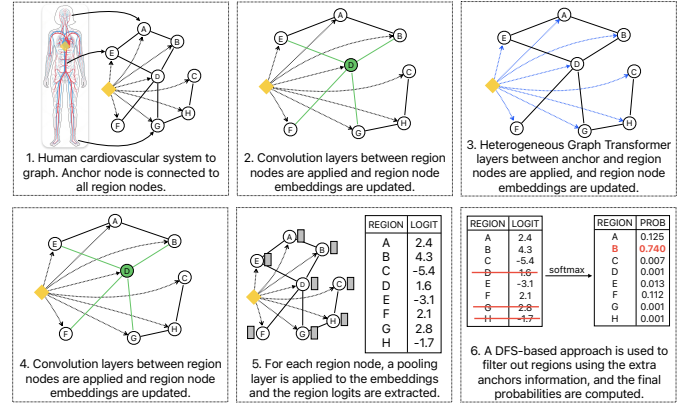 A
B
E
C
D
H
F
G
1. Human cardiovascular system to
graph. Anchor node is connected to
all region nodes.
A
B
E
D
C
H
F
G
2. Convolution layers between region
nodes are applied and region node
embeddings are updated.
A
B
E
D
C
H
F
G
3. Heterogeneous Graph Transformer
layers between anchor and region
nodes are applied, and region node
embeddings are updated.
A
B
E
D
C
H
F
G
4. Convolution layers between region
nodes are applied and region node
embeddings are updated.
A
B
E
D
C
H
F
G
REGION LOGIT
A 2.4
B 4.3
C -5.4
D 1.6
E -3.1
F 2.1
G 2.8
H -1.7
5. For each region node, a pooling
layer is applied to the embeddings
and the region logits are extracted.
REGION LOGIT
A 2.4
B 4.3
C -5.4
D 1.6
E -3.1
F 2.1
G 2.8
H -1.7
softmax
REGION PROB
A 0.125
B 0.740
C 0.007
D 0.001
E 0.013
F 0.112
G 0.001
H 0.001
6. A DFS-based approach is used to
filter out regions using the extra
anchors information, and the final
probabilities are computed.